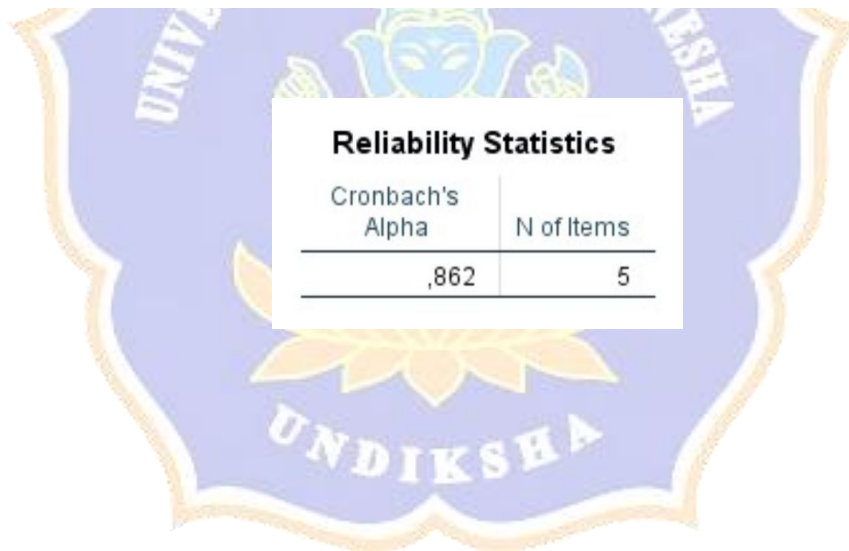 Reliability Statistics
Cronbach's
Alpha N of Items
,862 5
UNDIKSHA